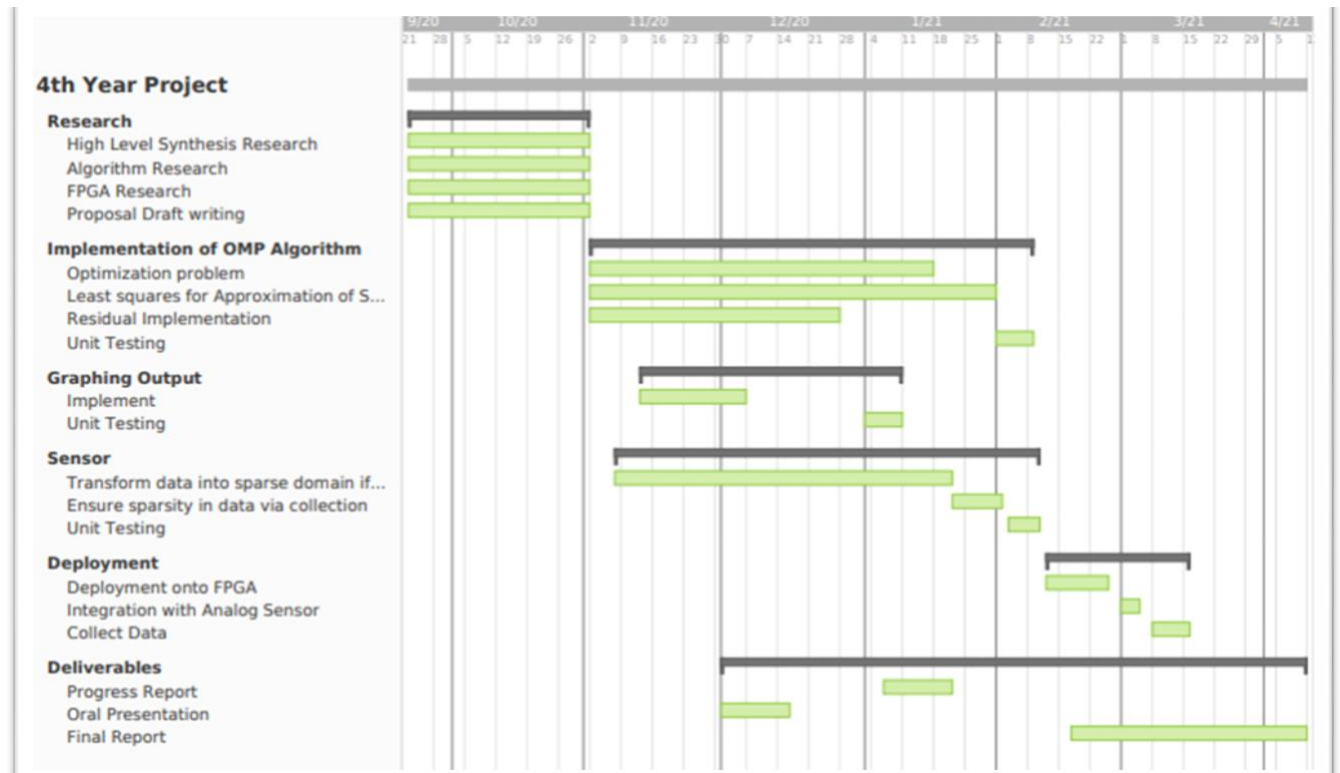 9/20 10/20 11/20 12/20 1/21 2/21 3/21 4/21
21 28 5 12 19 26 2 9 16 23 30 7 14 21 28 4 11 18 25 1 8 15 22 1 8 15 22 29 5
4th Year Project
Research
High Level Synthesis Research
Algorithm Research
FPGA Research
Proposal Draft writing
Implementation of OMP Algorithm
Optimization problem
Least squares for Approximation of S...
Residual Implementation
Unit Testing
Graphing Output
Implement
Unit Testing
Sensor
Transform data into sparse domain if...
Ensure sparsity in data via collection
Unit Testing
Deployment
Deployment onto FPGA
Integration with Analog Sensor
Collect Data
Deliverables
Progress Report
Oral Presentation
Final Report